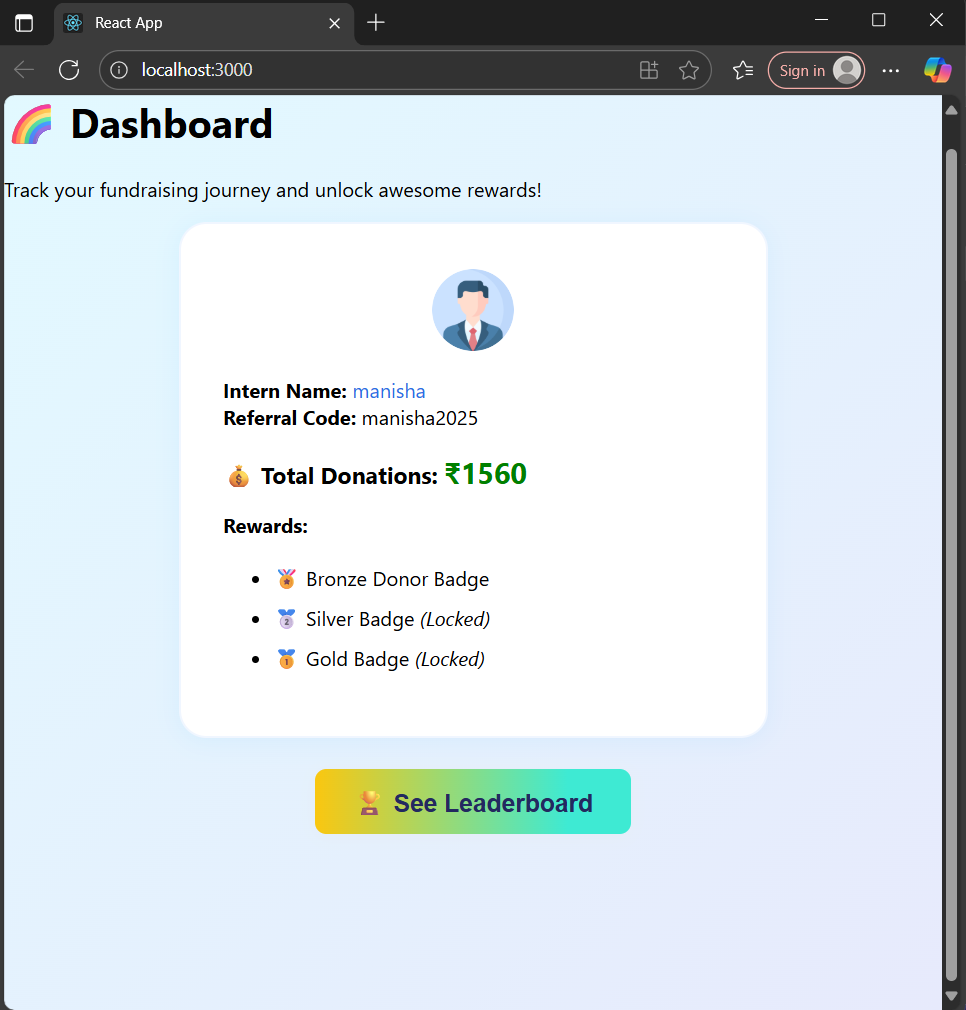 React App
localhost:3000
Sign in
🌈 Dashboard
Track your fundraising journey and unlock awesome rewards!
Intern Name: manisha
Referral Code: manisha2025
💰 Total Donations: ₹1560
Rewards:
• 🏅 Bronze Donor Badge
• 🥈 Silver Badge (Locked)
• 🥇 Gold Badge (Locked)
🏆 See Leaderboard